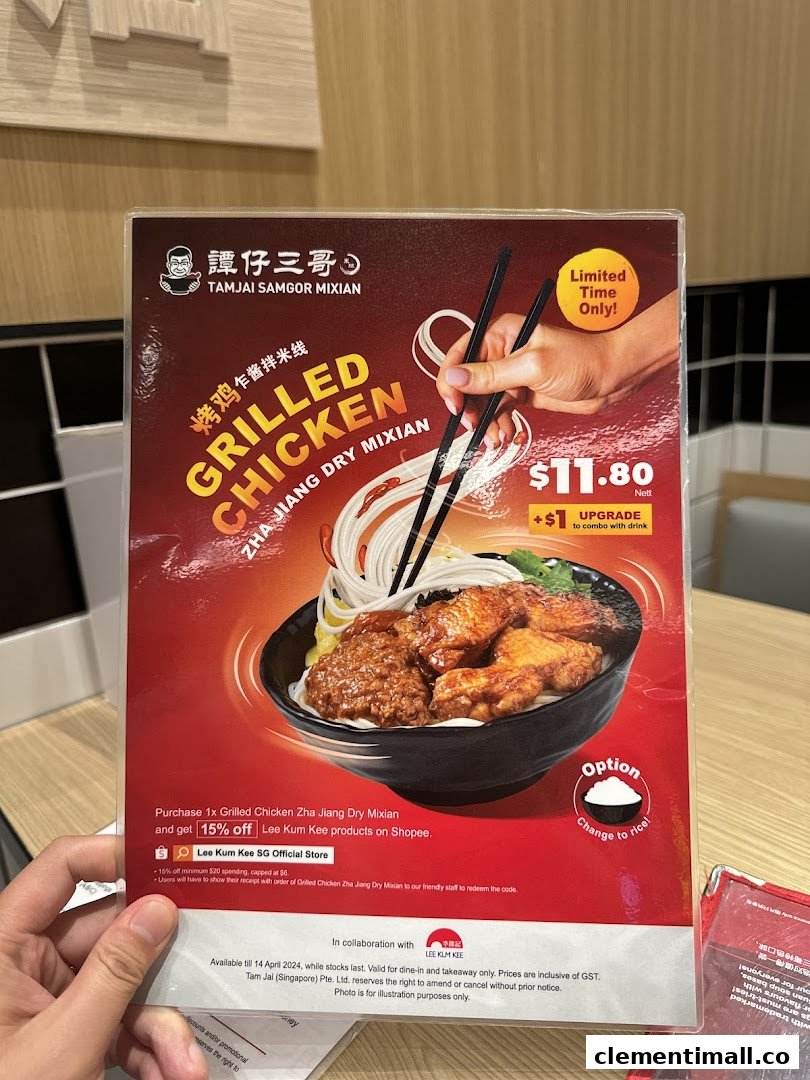 譚仔三哥
TAMJAI SAMGOR MIXIAN
Limited
Time
Only!
烤鸡乍酱拌米线
GRILLED
CHICKEN
ZHA JIANG DRY MIXIAN
$11.80
Nett
+$1 UPGRADE
to combo with drink
Option
Change to rice!
Purchase 1x Grilled Chicken Zha Jiang Dry Mixian
and get 15% off Lee Kum Kee products on Shopee.
Lee Kum Kee SG Official Store
• 15% off minimum $20 spending, capped at $6.
• Users will have to show their receipt with order of Grilled Chicken Zha Jiang Dry Mixian to our friendly staff to redeem the code.
In collaboration with
李錦記
LEE KUM KEE
Available till 14 April 2024, while stocks last. Valid for dine-in and takeaway only. Prices are inclusive of GST.
Tam Jai (Singapore) Pte. Ltd. reserves the right to amend or cancel without prior notice.
Photo is for illustration purposes only.
clementimall.co